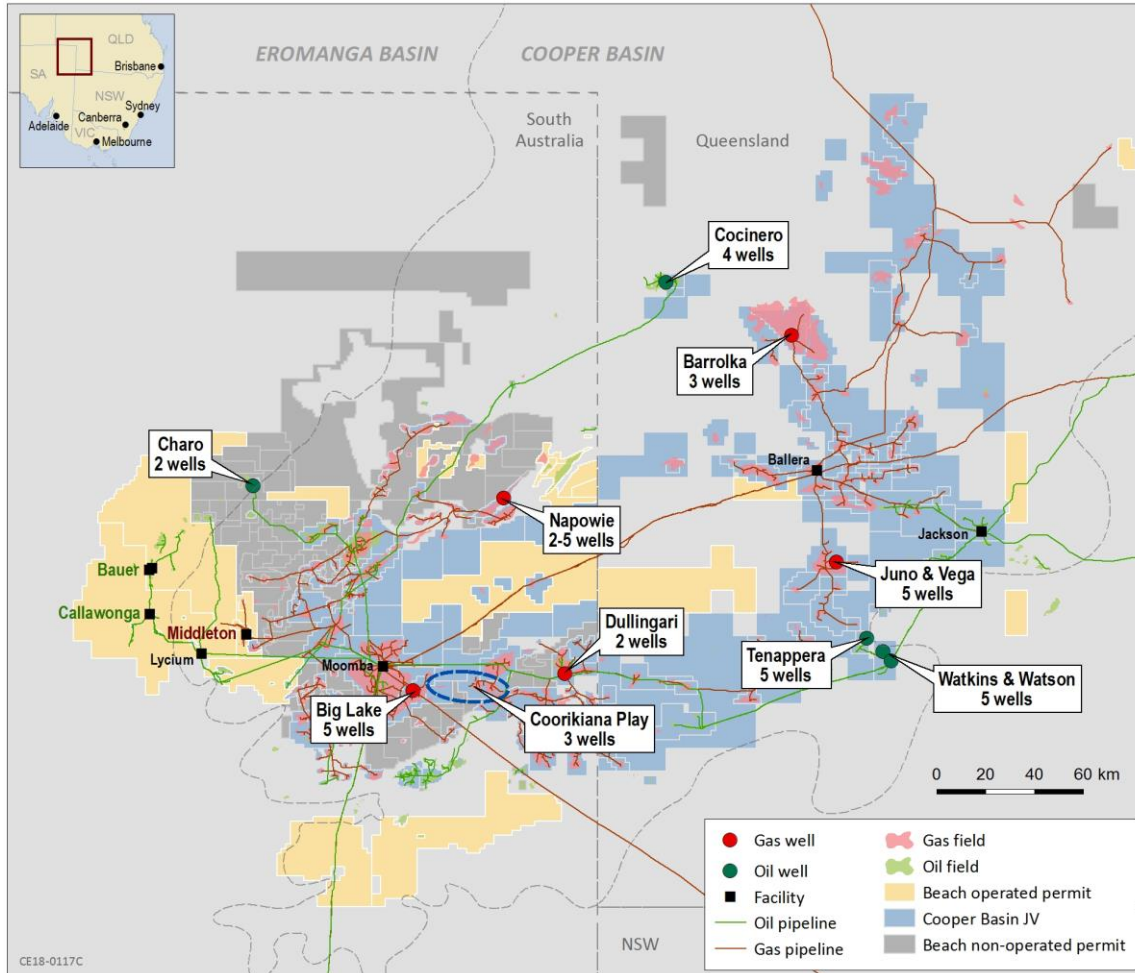 QLD
Brisbane
SA
NSW
Sydney
Canberra
Adelaide
VIC
Melbourne
EROMANGA BASIN
COOPER BASIN
South
Australia
Queensland
Cocinero
4 wells
Barrolka
3 wells
Charo
2 wells
Ballera
Napowie
2-5 wells
Jackson
Bauer
Juno & Vega
5 wells
Callawonga
Middleton
Dullingari
2 wells
Lycium
Moomba
Tenappera
5 wells
Watkins & Watson
5 wells
Big Lake
5 wells
Coorikiana Play
3 wells
0 20 40 60 km
Gas well
Oil well
Facility
Oil pipeline
Gas pipeline
Gas field
Oil field
Beach operated permit
Cooper Basin JV
Beach non-operated permit
NSW
CE18-0117C